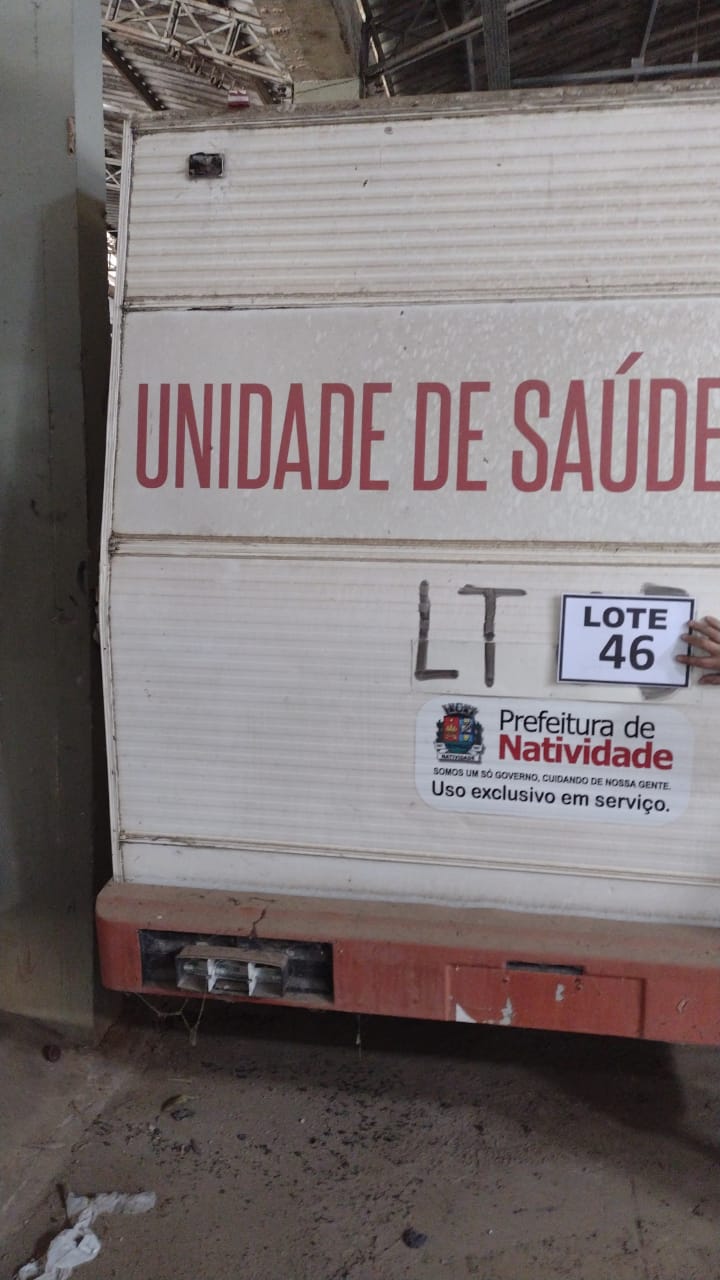 UNIDADE DE SAÚDE
LT
LOTE
46
NATIVIDADE
Prefeitura de
Natividade
SOMOS UM SÓ GOVERNO, CUIDANDO DE NOSSA GENTE.
Uso exclusivo em serviço.